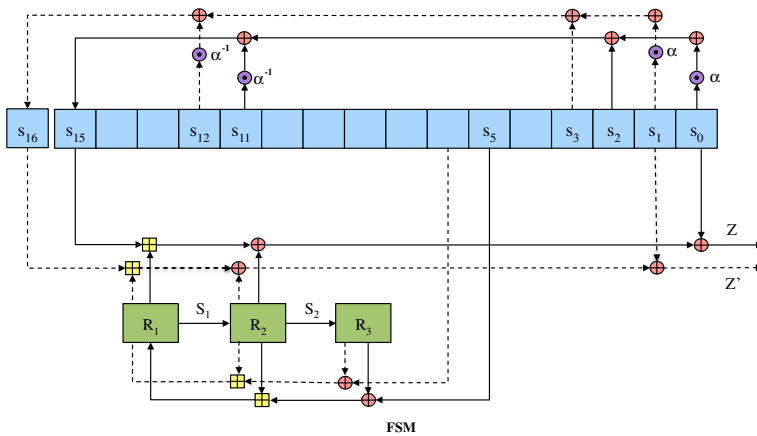 α⁻¹ α
α⁻¹ α
s₁₆ s₁₅ s₁₂ s₁₁ s₅ s₃ s₂ s₁ s₀
Z
Z'
S₁ S₂
R₁ R₂ R₃
FSM